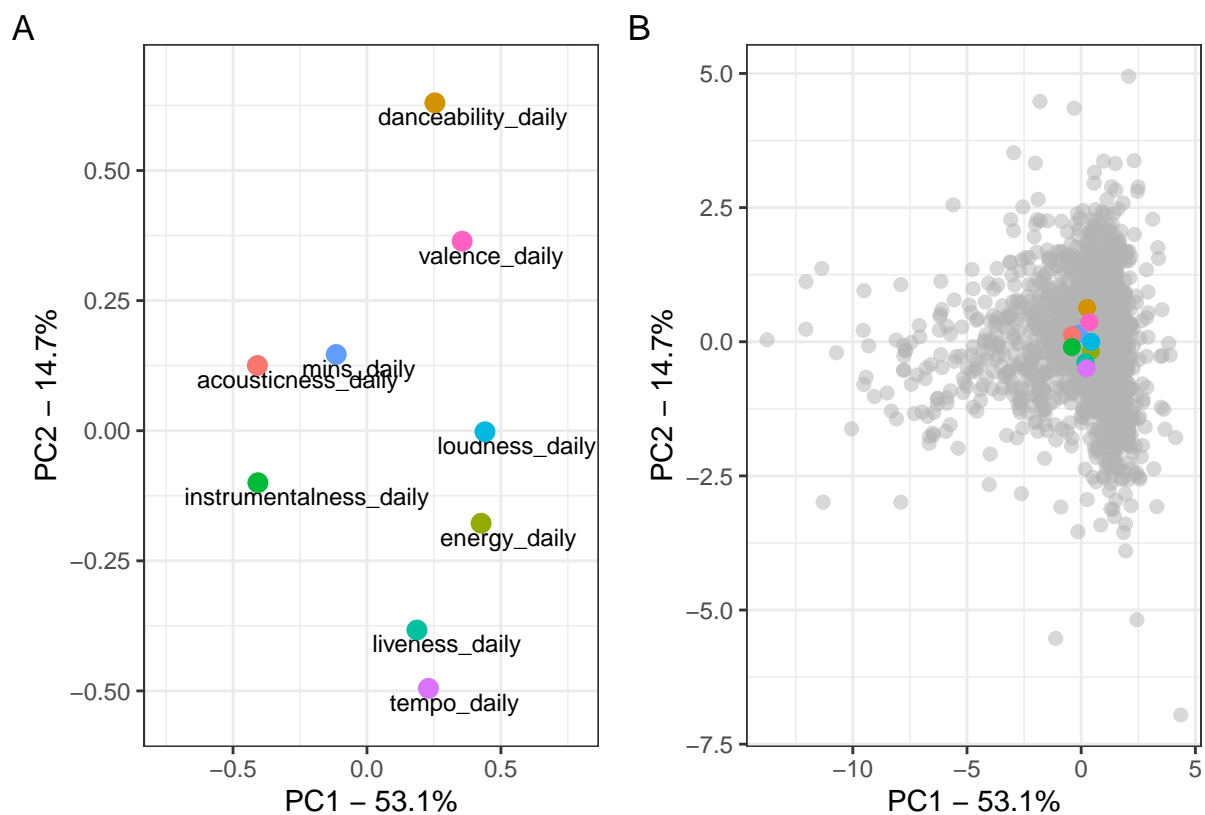 A
B
danceability_daily
valence_daily
mins_daily
acousticness_daily
loudness_daily
instrumentalness_daily
energy_daily
liveness_daily
tempo_daily
0.50
0.25
0.00
−0.25
−0.50
PC2 − 14.7%
−0.5
0.0
0.5
PC1 − 53.1%
5.0
2.5
0.0
−2.5
−5.0
−7.5
PC2 − 14.7%
−10
−5
0
5
PC1 − 53.1%